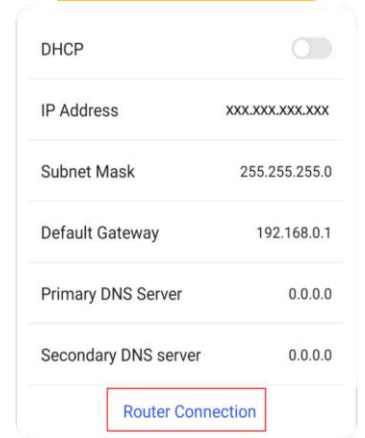 DHCP
IP Address xxx.xxx.xxx.xxx
Subnet Mask 255.255.255.0
Default Gateway 192.168.0.1
Primary DNS Server 0.0.0.0
Secondary DNS server 0.0.0.0
Router Connection